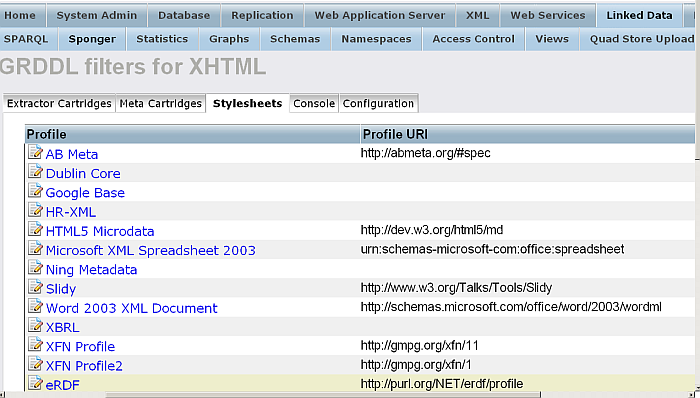 Home System Admin Database Replication Web Application Server XML Web Services Linked Data
SPARQL Sponger Statistics Graphs Schemas Namespaces Access Control Views Quad Store Upload
GRDDL filters for XHTML
Extractor Cartridges Meta Cartridges Stylesheets Console Configuration
Profile Profile URI
AB Meta http://abmeta.org/#spec
Dublin Core
Google Base
HR-XML
HTML5 Microdata http://dev.w3.org/html5/md
Microsoft XML Spreadsheet 2003 urn:schemas-microsoft-com:office:spreadsheet
Ning Metadata
Slidy http://www.w3.org/Talks/Tools/Slidy
Word 2003 XML Document http://schemas.microsoft.com/office/word/2003/wordml
XBRL
XFN Profile http://gmpg.org/xfn/11
XFN Profile2 http://gmpg.org/xfn/1
eRDF http://purl.org/NET/erdf/profile